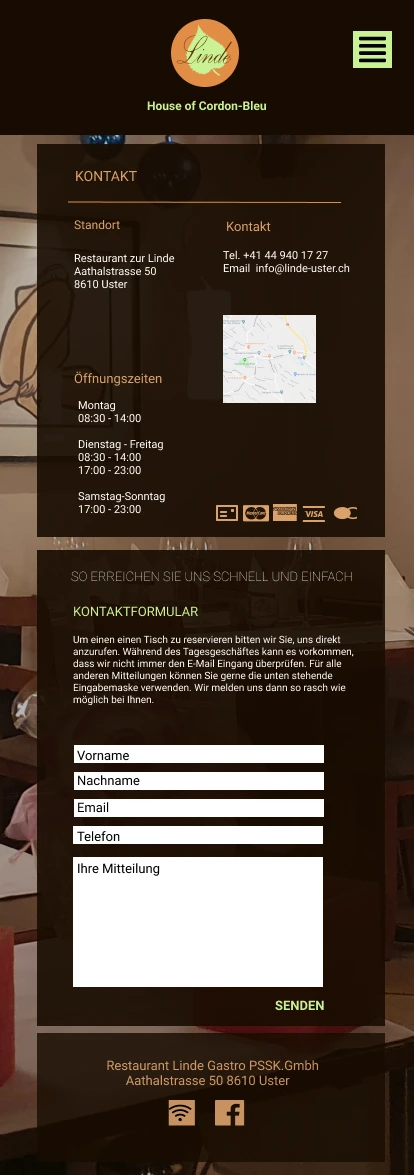 Linde
House of Cordon-Bleu
KONTAKT
Standort
Restaurant zur Linde
Aathalstrasse 50
8610 Uster
Kontakt
Tel. +41 44 940 17 27
Email info@linde-uster.ch
Öffnungszeiten
Montag
08:30 - 14:00
Dienstag - Freitag
08:30 - 14:00
17:00 - 23:00
Samstag-Sonntag
17:00 - 23:00
MasterCard
AMERICAN EXPRESS
VISA
SO ERREICHEN SIE UNS SCHNELL UND EINFACH
KONTAKTFORMULAR
Um einen einen Tisch zu reservieren bitten wir Sie, uns direkt
anzurufen. Während des Tagesgeschäftes kann es vorkommen,
dass wir nicht immer den E-Mail Eingang überprüfen. Für alle
anderen Mitteilungen können Sie gerne die unten stehende
Eingabemaske verwenden. Wir melden uns dann so rasch wie
möglich bei Ihnen.
Vorname
Nachname
Email
Telefon
Ihre Mitteilung
SENDEN
Restaurant Linde Gastro PSSK.Gmbh
Aathalstrasse 50 8610 Uster